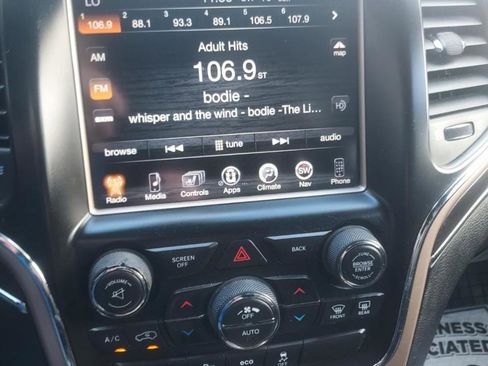 LO
1 106.9 2 88.1 3 93.3 4 89.1 5 106.5 6 107.9
Adult Hits
AM
map
106.9 ST
FM
bodie -
HD
whisper and the wind - bodie -The Li...
browse tune audio
SW
Radio Media Controls Apps Climate Nav Phone
SCREEN OFF
BACK
VOLUME
BROWSE
ENTER
SCROLL
AUTO
A/C
FRONT REAR
eco
OFF
NESS
CIATE